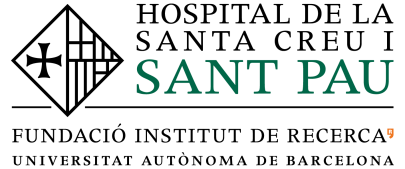 HOSPITAL DE LA
SANTA CREU I
SANT PAU
FUNDACIÓ INSTITUT DE RECERCA
UNIVERSITAT AUTÒNOMA DE BARCELONA